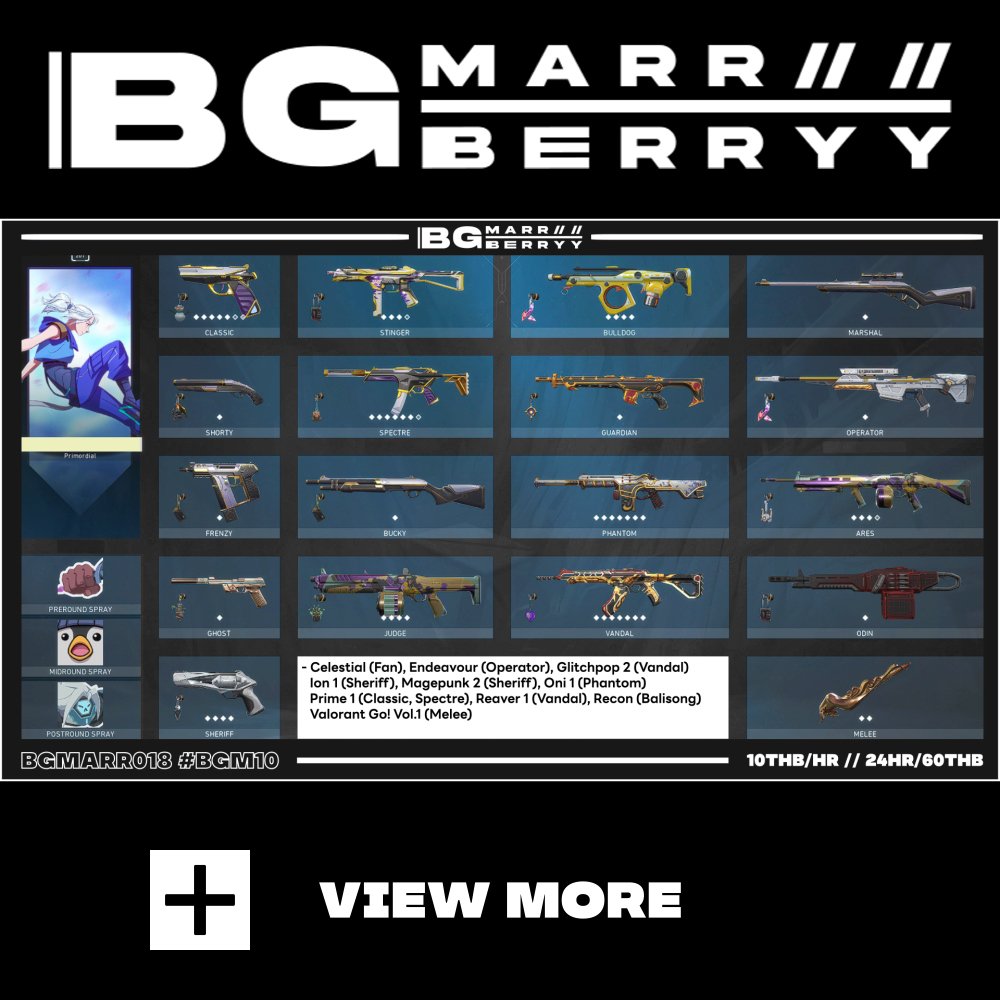 BG MARR// //
BERRYY
BG MARR// //
BERRYY
Primordial
PREROUND SPRAY
MIDROUND SPRAY
POSTROUND SPRAY
CLASSIC
STINGER
BULLDOG
MARSHAL
SHORTY
SPECTRE
GUARDIAN
OPERATOR
FRENZY
BUCKY
PHANTOM
ARES
GHOST
JUDGE
VANDAL
ODIN
SHERIFF
- Celestial (Fan), Endeavour (Operator), Glitchpop 2 (Vandal)
Ion 1 (Sheriff), Magepunk 2 (Sheriff), Oni 1 (Phantom)
Prime 1 (Classic, Spectre), Reaver 1 (Vandal), Recon (Balisong)
Valorant Go! Vol.1 (Melee)
MELEE
BGMARR018 #BGM10
10THB/HR // 24HR/60THB
VIEW MORE